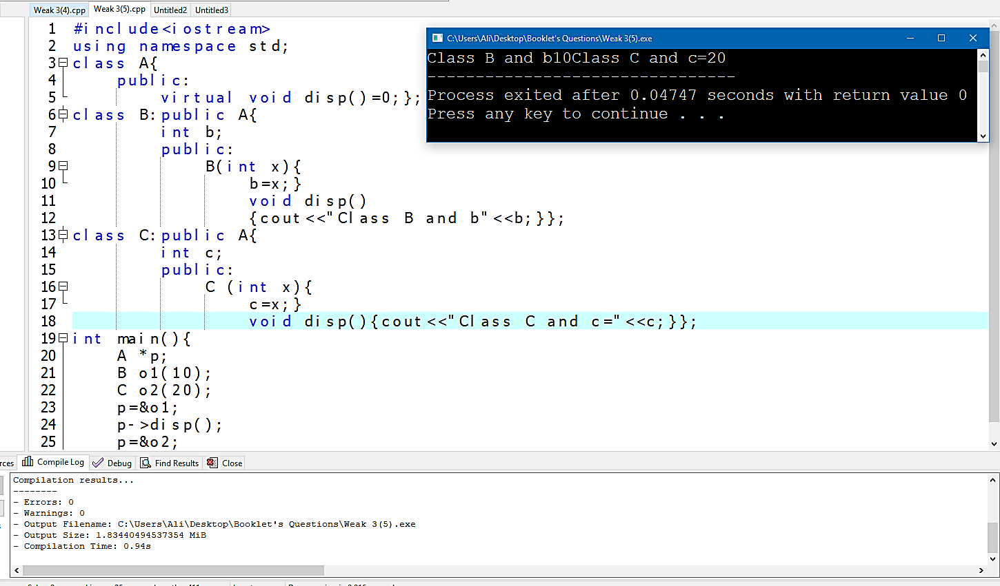 Weak 3(4).cpp Weak 3(5).cpp Untitled2 Untitled3
1 #include<iostream>
2 using namespace std;
3 class A{
4 public:
5 virtual void disp()=0;};
6 class B:public A{
7 int b;
8 public:
9 B(int x){
10 b=x;}
11 void disp()
12 {cout<<"Class B and b"<<b;}};
13 class C:public A{
14 int c;
15 public:
16 C (int x){
17 c=x;}
18 void disp(){cout<<"Class C and c="<<c;}};
19 int main(){
20 A *p;
21 B o1(10);
22 C o2(20);
23 p=&o1;
24 p->disp();
25 p=&o2;
C:\Users\Ali\Desktop\Booklet's Questions\Weak 3(5).exe
Class B and b10Class C and c=20
--------------------------------
Process exited after 0.04747 seconds with return value 0
Press any key to continue . . .
rces Compile Log Debug Find Results Close
Compilation results...
--------
- Errors: 0
- Warnings: 0
- Output Filename: C:\Users\Ali\Desktop\Booklet's Questions\Weak 3(5).exe
- Output Size: 1.83440494537354 MiB
- Compilation Time: 0.94s